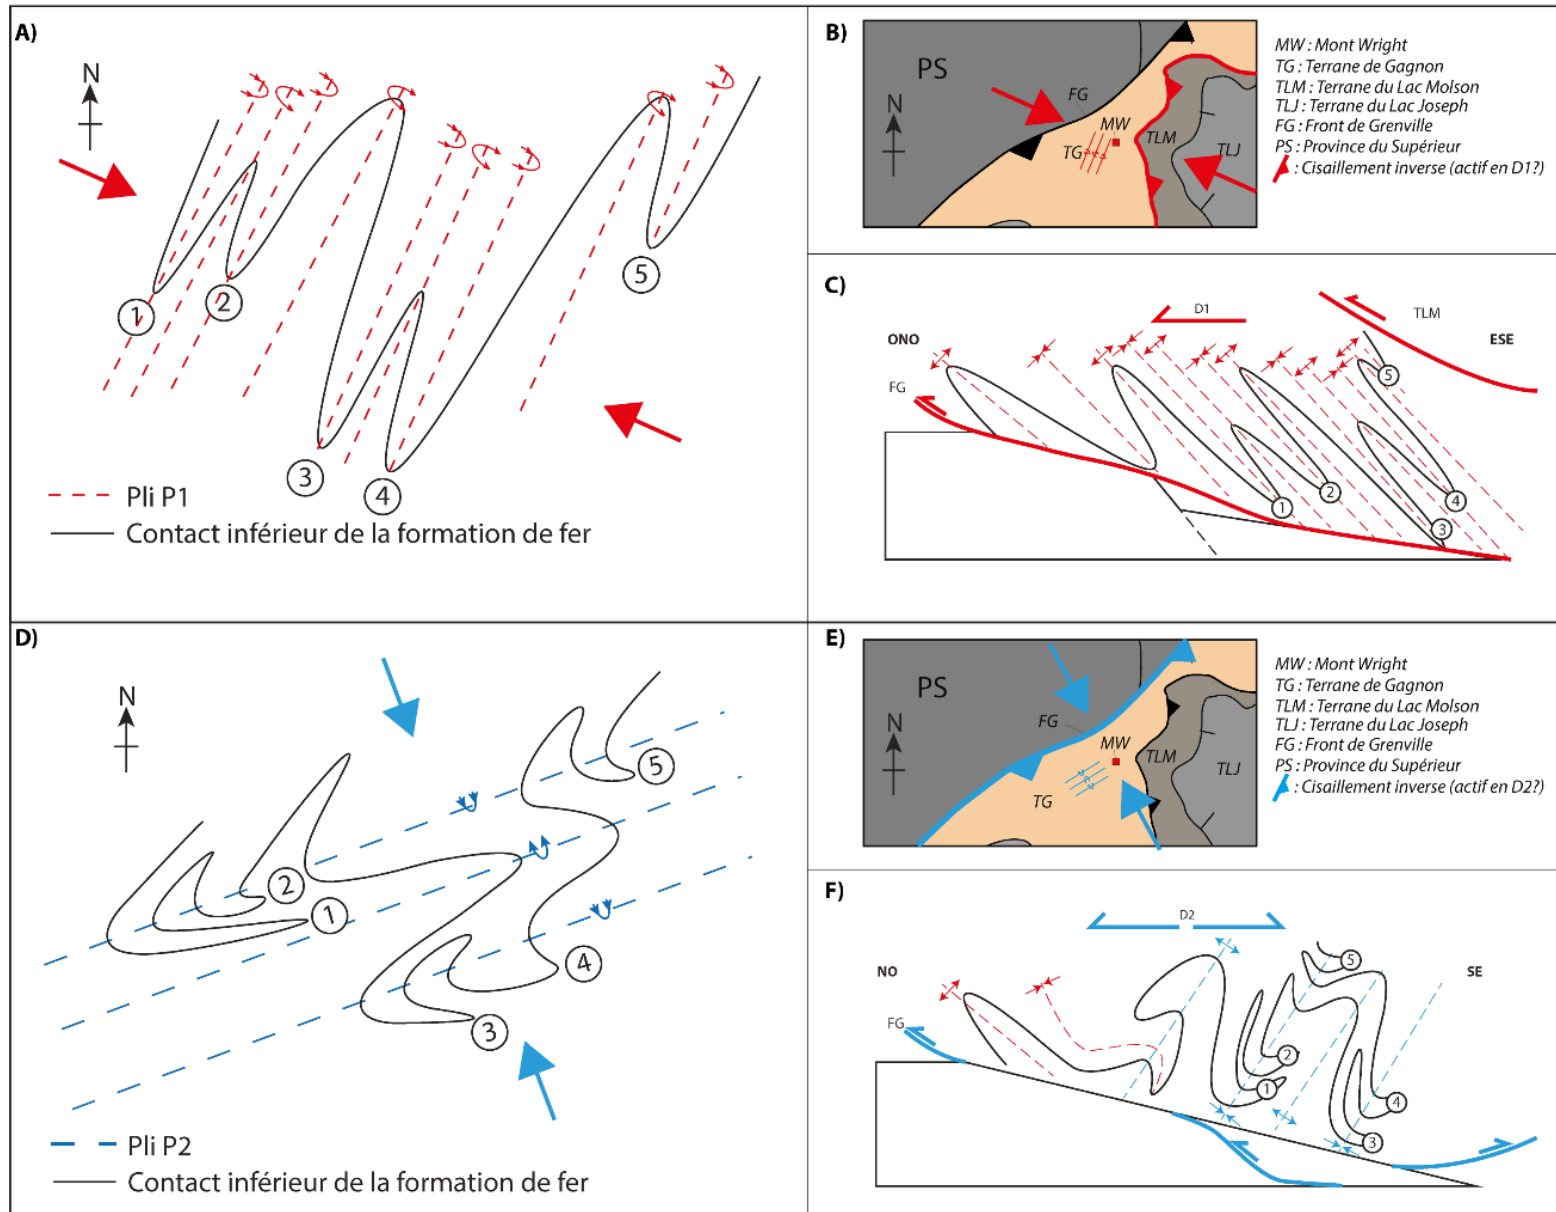 A)
N
1
2
3
4
5
Pli P1
Contact inférieur de la formation de fer
B)
PS
N
FG
MW
TG
TLM
TLJ
MW : Mont Wright
TG : Terrane de Gagnon
TLM : Terrane du Lac Molson
TLJ : Terrane du Lac Joseph
FG : Front de Grenville
PS : Province du Supérieur
: Cisaillement inverse (actif en D1?)
C)
D1
TLM
ONO
ESE
FG
5
1
2
4
3
D)
N
5
2
1
4
3
Pli P2
Contact inférieur de la formation de fer
E)
PS
N
FG
MW
TLM
TLJ
TG
MW : Mont Wright
TG : Terrane de Gagnon
TLM : Terrane du Lac Molson
TLJ : Terrane du Lac Joseph
FG : Front de Grenville
PS : Province du Supérieur
: Cisaillement inverse (actif en D2?)
F)
D2
NO
SE
FG
5
2
1
4
3